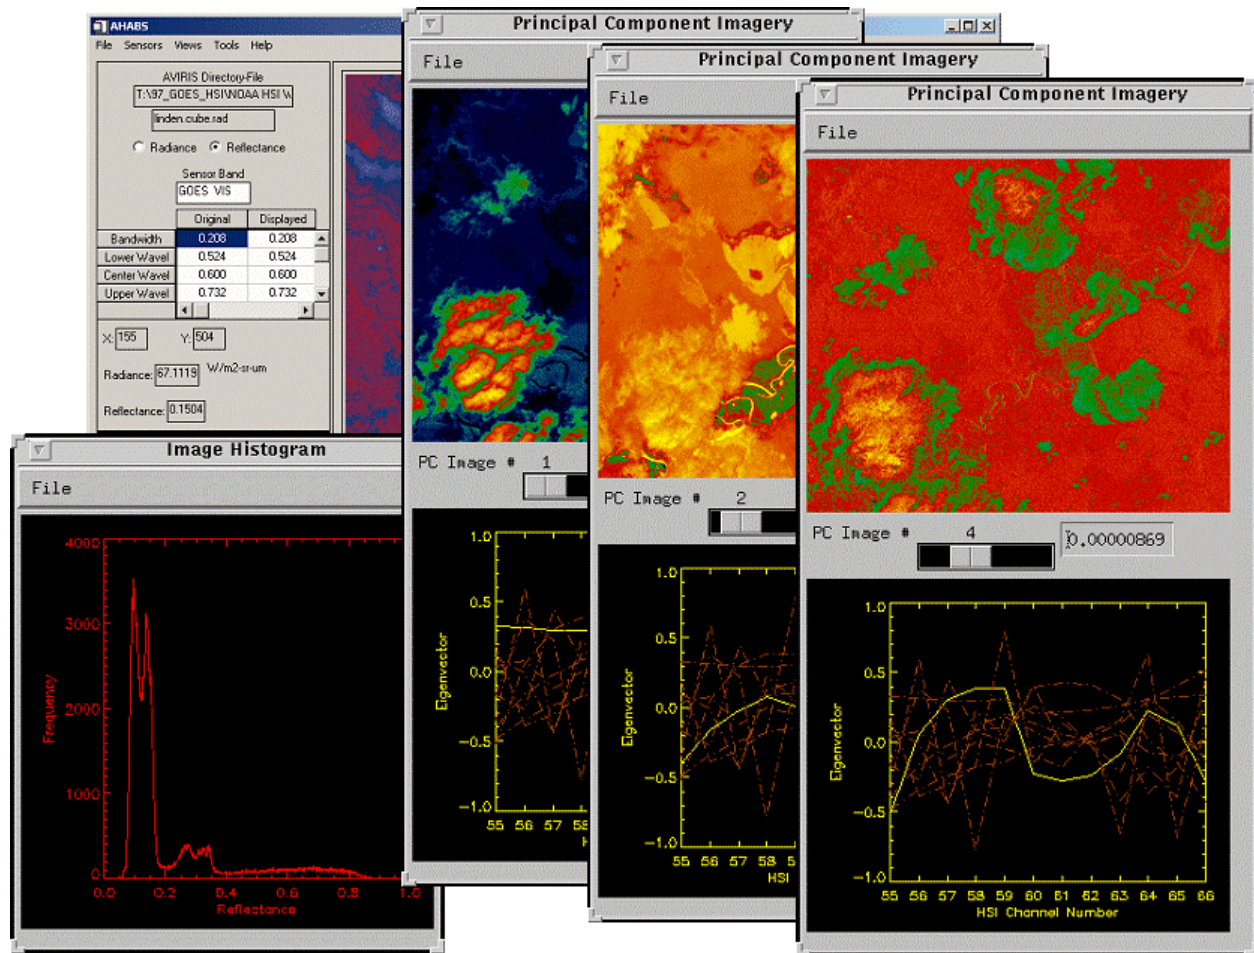 AHABS
File Sensors Views Tools Help
AVIRIS Directory-File
T:\97_GOES_HSI\NOAA HSI \
linden.cube.rad
Radiance Reflectance
Sensor Band
GOES VIS
Original Displayed
Bandwidth 0.208 0.208
Lower Wavel 0.524 0.524
Center Wavel 0.600 0.600
Upper Wavel 0.732 0.732
X: 155 Y: 504
Radiance: 67.1119 W/m2-sr-um
Reflectance: 0.1504
Image Histogram
File
4000
3000
2000
1000
0
Frequency
0.0 0.2 0.4 0.6 0.8 1.0
Reflectance
Principal Component Imagery
File
PC Image # 1
1.0
0.5
0.0
-0.5
-1.0
Eigenvector
55 56 57 58
H
Principal Component Imagery
File
PC Image # 2
1.0
0.5
0.0
-0.5
-1.0
Eigenvector
55 56 57 58 5
HSI
Principal Component Imagery
File
PC Image # 4 0.00000869
1.0
0.5
0.0
-0.5
-1.0
Eigenvector
55 56 57 58 59 60 61 62 63 64 65 66
HSI Channel Number